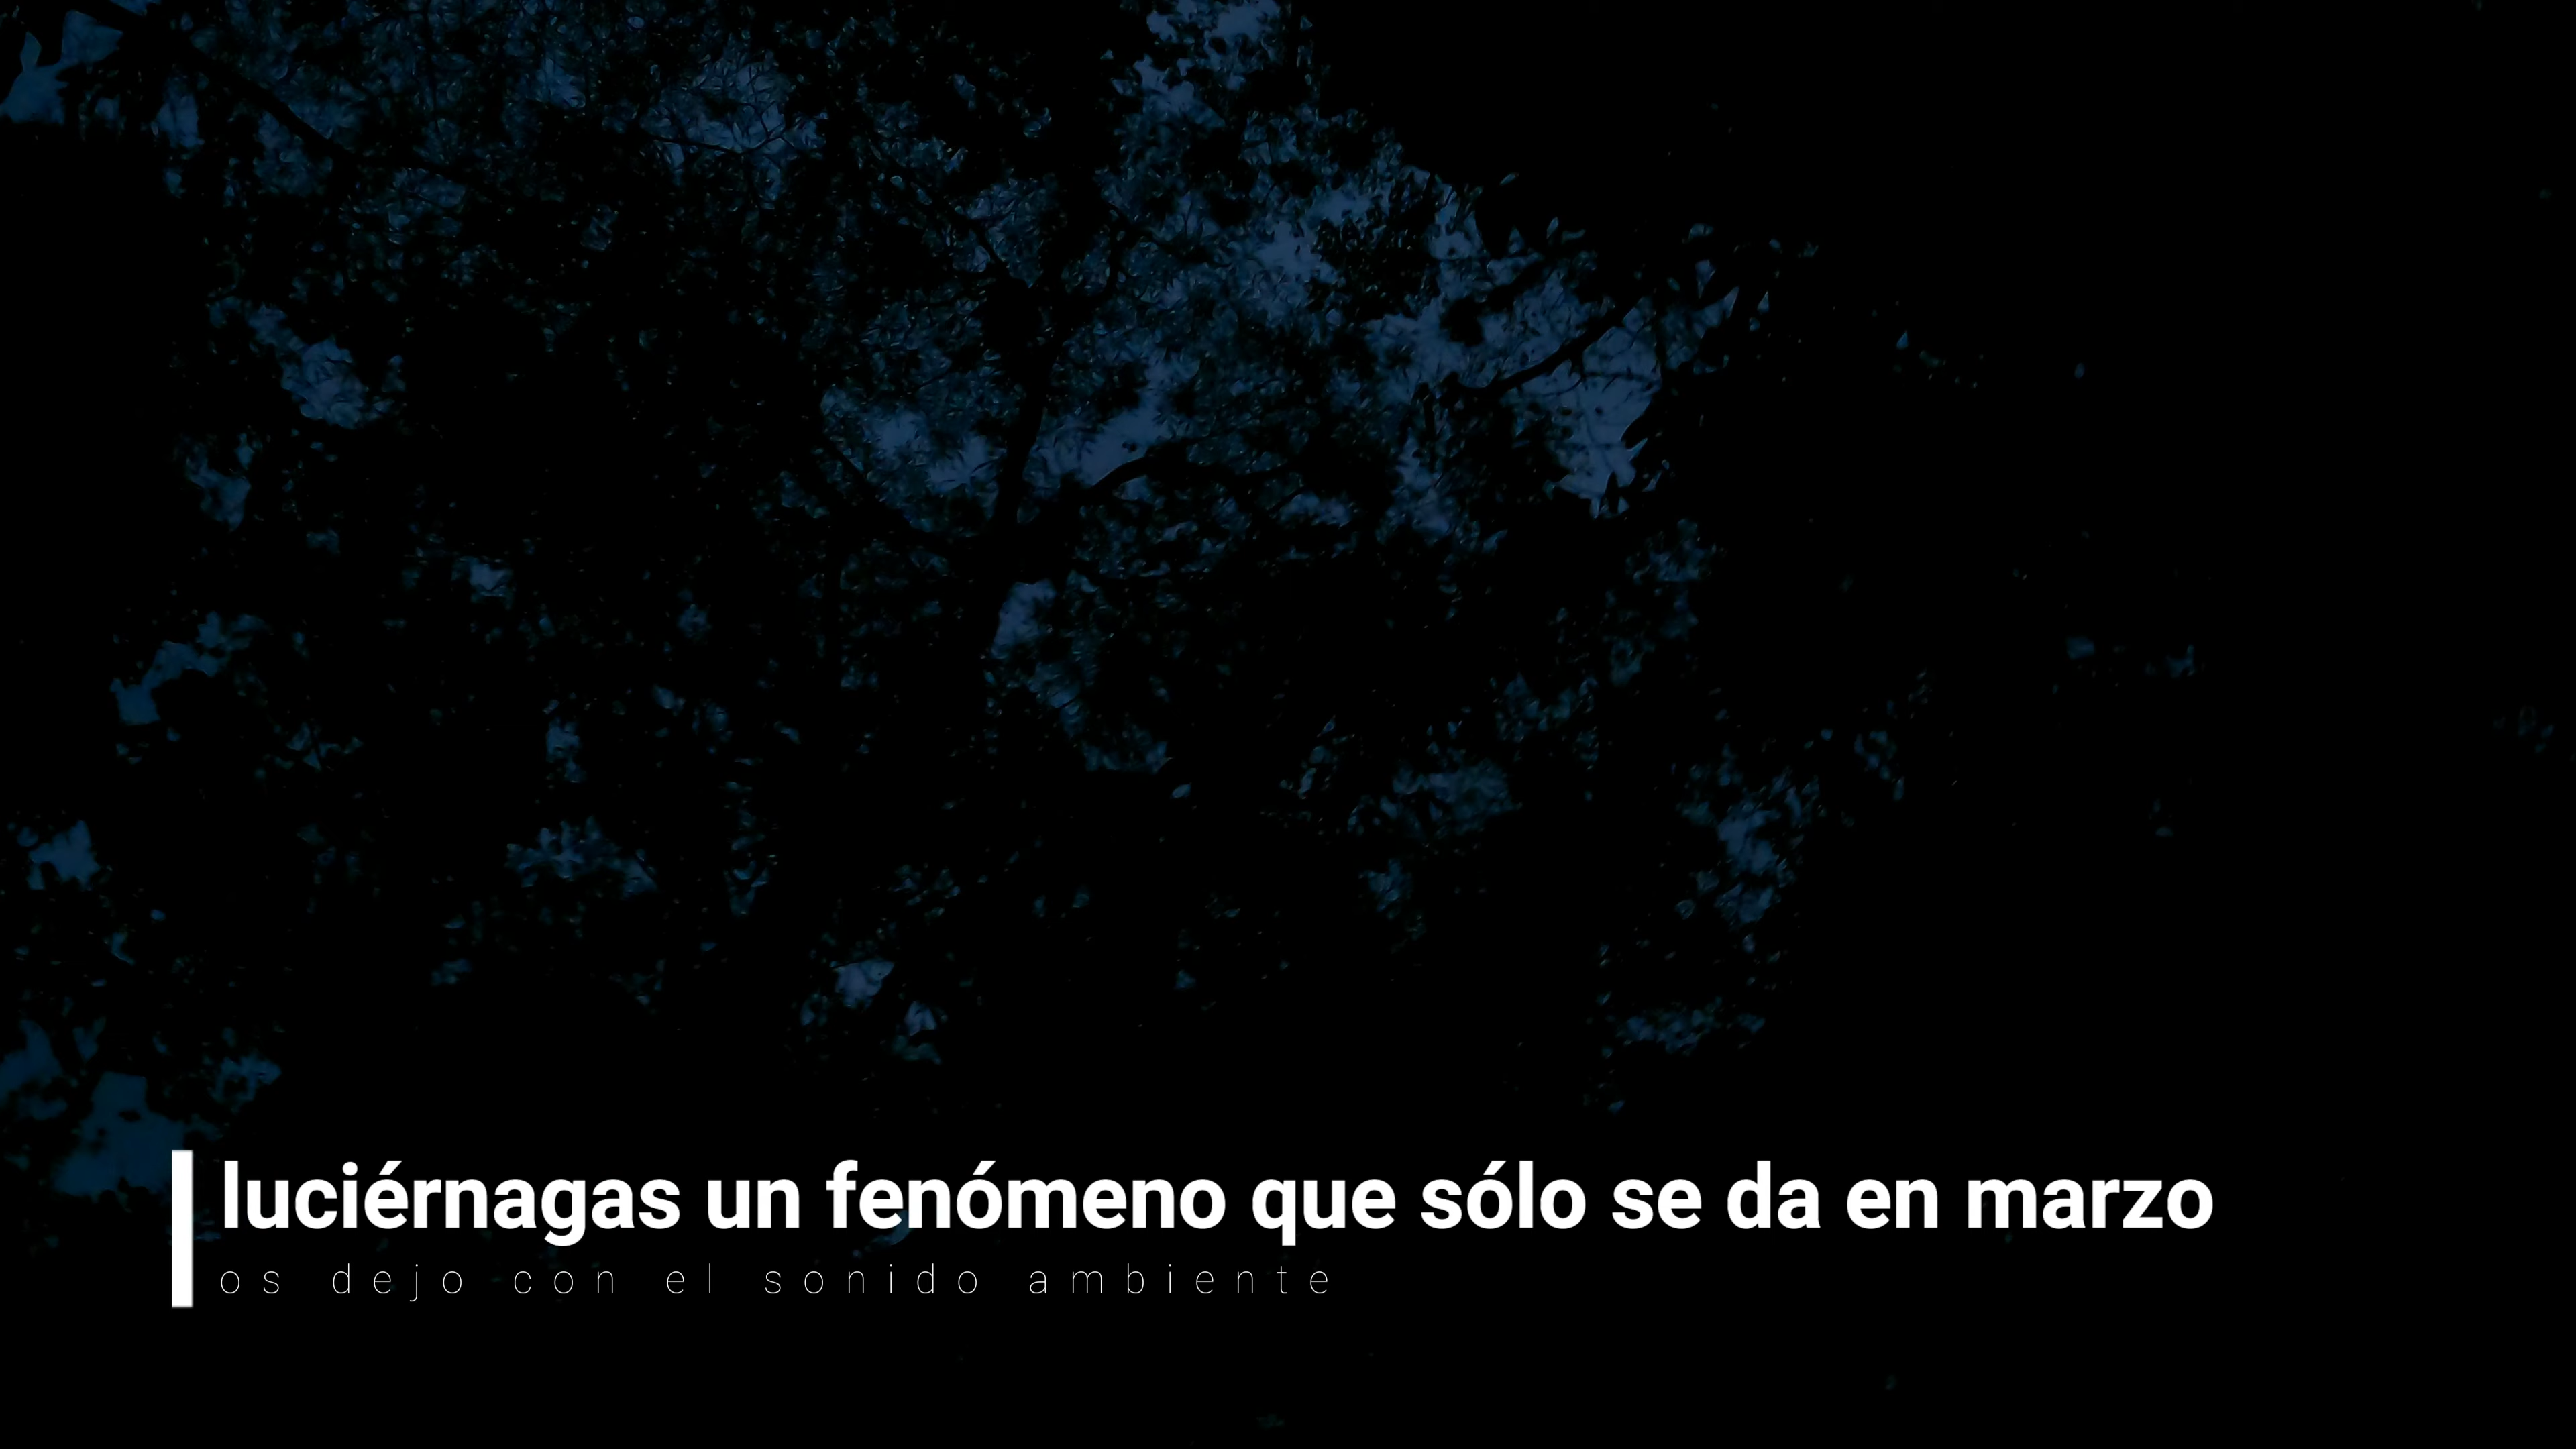 luciérnagas un fenómeno que sólo se da en marzo
os dejo con el sonido ambiente